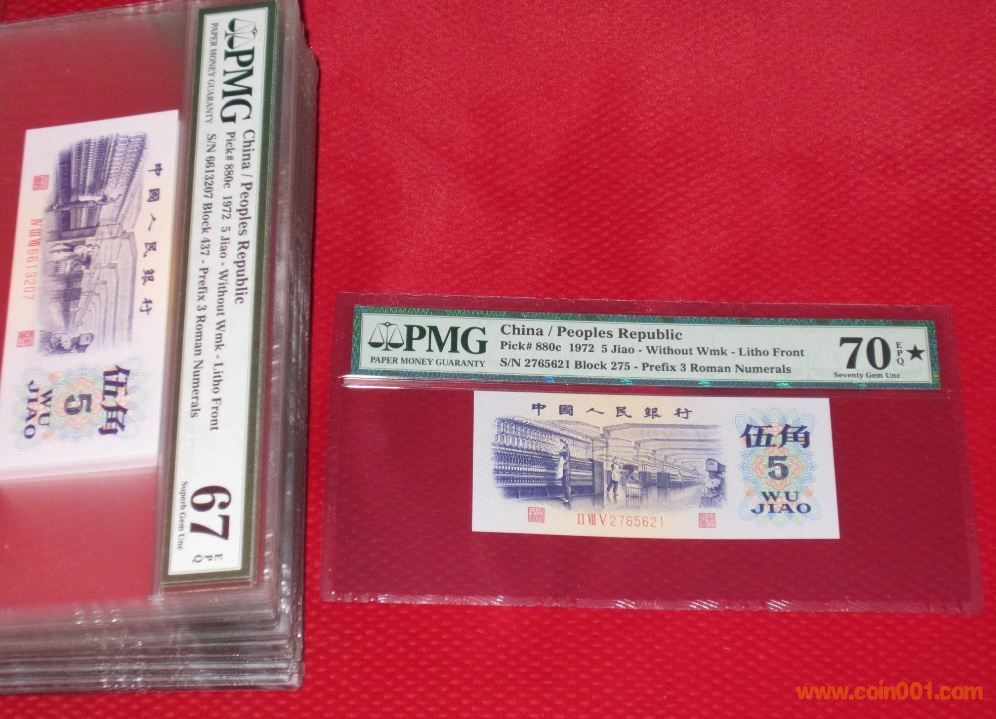 PMG
PAPER MONEY GUARANTY
China / Peoples Republic
Pick# 880c 1972 5 Jiao - Without Wmk - Litho Front
S/N 6613207 Block 437 - Prefix 3 Roman Numerals
67 EPQ
Superb Gem Unc
中國人民銀行
伍角
5
WU
JIAO
IV III VII 6613207
PMG
PAPER MONEY GUARANTY
China / Peoples Republic
Pick# 880c 1972 5 Jiao - Without Wmk - Litho Front
S/N 2765621 Block 275 - Prefix 3 Roman Numerals
70 EPQ ★
Seventy Gem Unc
中國人民銀行
伍角
5
WU
JIAO
II VII V 2765621
www.coin001.com